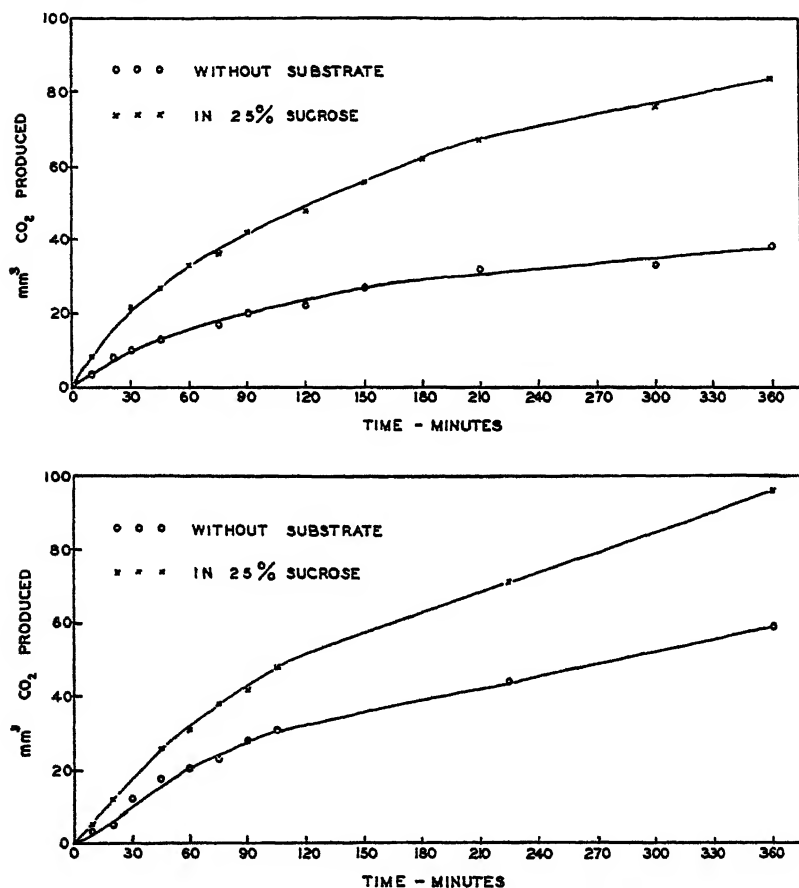 100
80
60
40
20
0
mm³ CO₂ PRODUCED
o o o WITHOUT SUBSTRATE
x x x IN 25% SUCROSE
30 60 90 120 150 180 210 240 270 300 330 360
TIME - MINUTES
100
80
60
40
20
0
mm³ CO₂ PRODUCED
o o o WITHOUT SUBSTRATE
x x x IN 25% SUCROSE
0 30 60 90 120 150 180 210 240 270 300 330 360
TIME - MINUTES